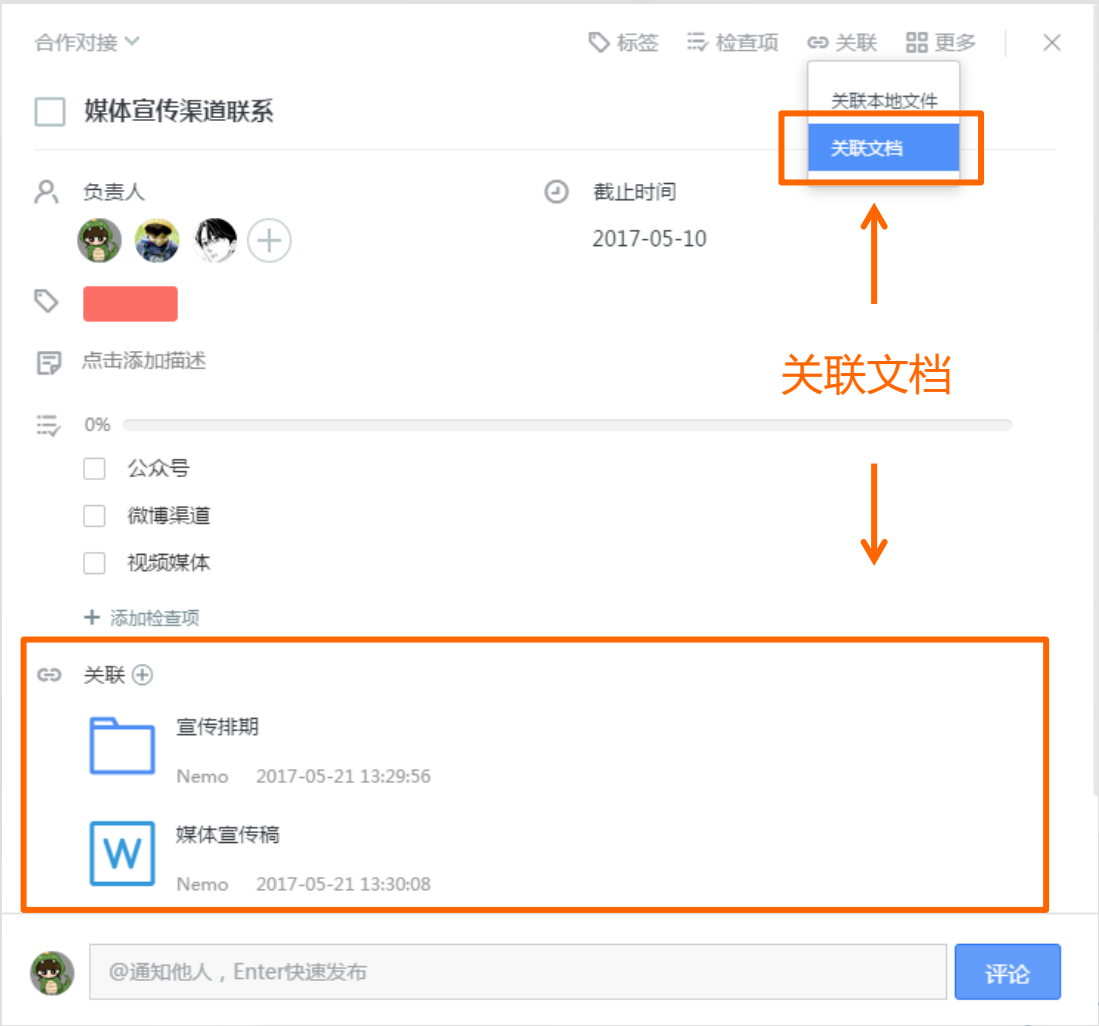 合作对接
标签 检查项 关联 更多
关联本地文件
媒体宣传渠道联系
关联文档
负责人 截止时间
2017-05-10
点击添加描述
关联文档
0%
公众号
微博渠道
视频媒体
添加检查项
关联
宣传排期
Nemo 2017-05-21 13:29:56
W
媒体宣传稿
Nemo 2017-05-21 13:30:08
@通知他人，Enter快速发布
评论